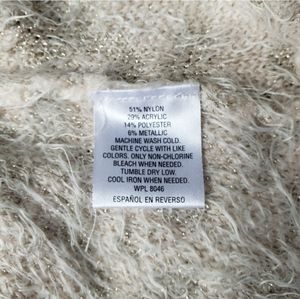 51% NYLON
29% ACRYLIC
14% POLYESTER
6% METALLIC
MACHINE WASH COLD.
GENTLE CYCLE WITH LIKE
COLORS. ONLY NON-CHLORINE
BLEACH WHEN NEEDED.
TUMBLE DRY LOW.
COOL IRON WHEN NEEDED.
WPL 8046
ESPAÑOL EN REVERSO